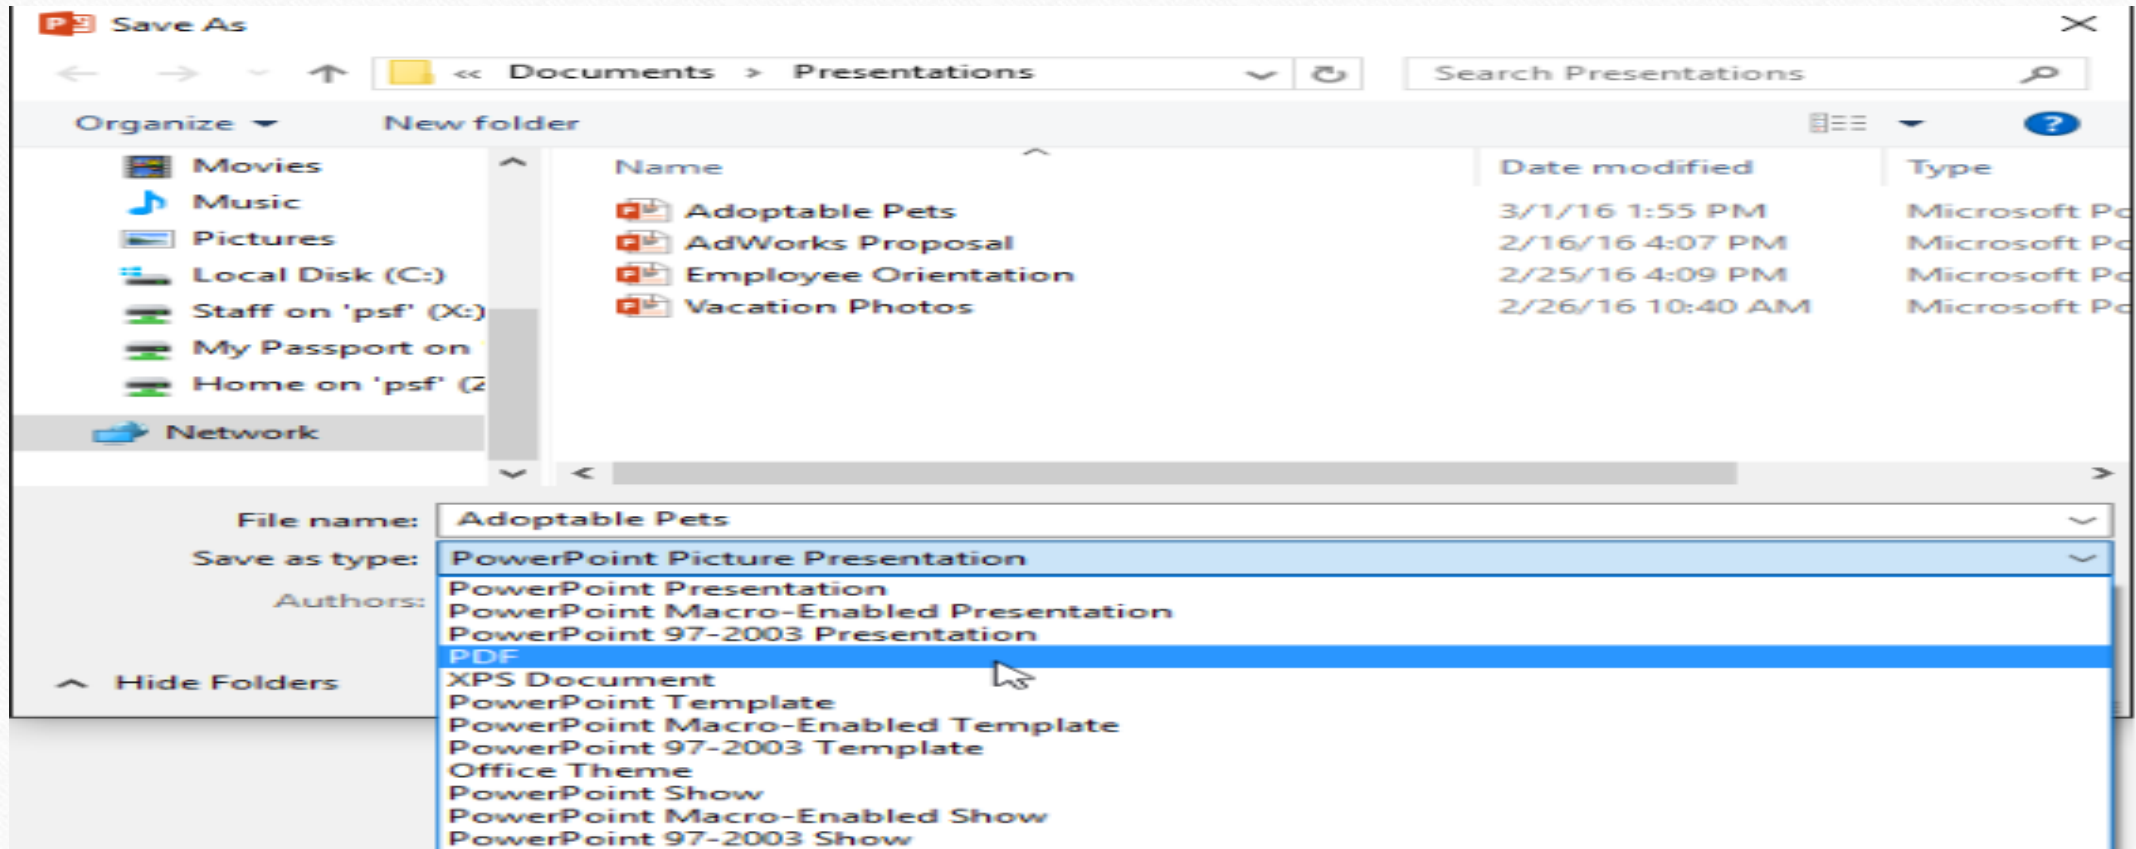 Save As
« Documents > Presentations
Search Presentations
Organize
New folder
Movies
Music
Pictures
Local Disk (C:)
Staff on 'psf' (X:)
My Passport on
Home on 'psf' (Z
Network
Name Date modified Type
Adoptable Pets 3/1/16 1:55 PM Microsoft Po
AdWorks Proposal 2/16/16 4:07 PM Microsoft Po
Employee Orientation 2/25/16 4:09 PM Microsoft Po
Vacation Photos 2/26/16 10:40 AM Microsoft Po
File name: Adoptable Pets
Save as type: PowerPoint Picture Presentation
Authors:
Hide Folders
PowerPoint Presentation
PowerPoint Macro-Enabled Presentation
PowerPoint 97-2003 Presentation
PDF
XPS Document
PowerPoint Template
PowerPoint Macro-Enabled Template
PowerPoint 97-2003 Template
Office Theme
PowerPoint Show
PowerPoint Macro-Enabled Show
PowerPoint 97-2003 Show